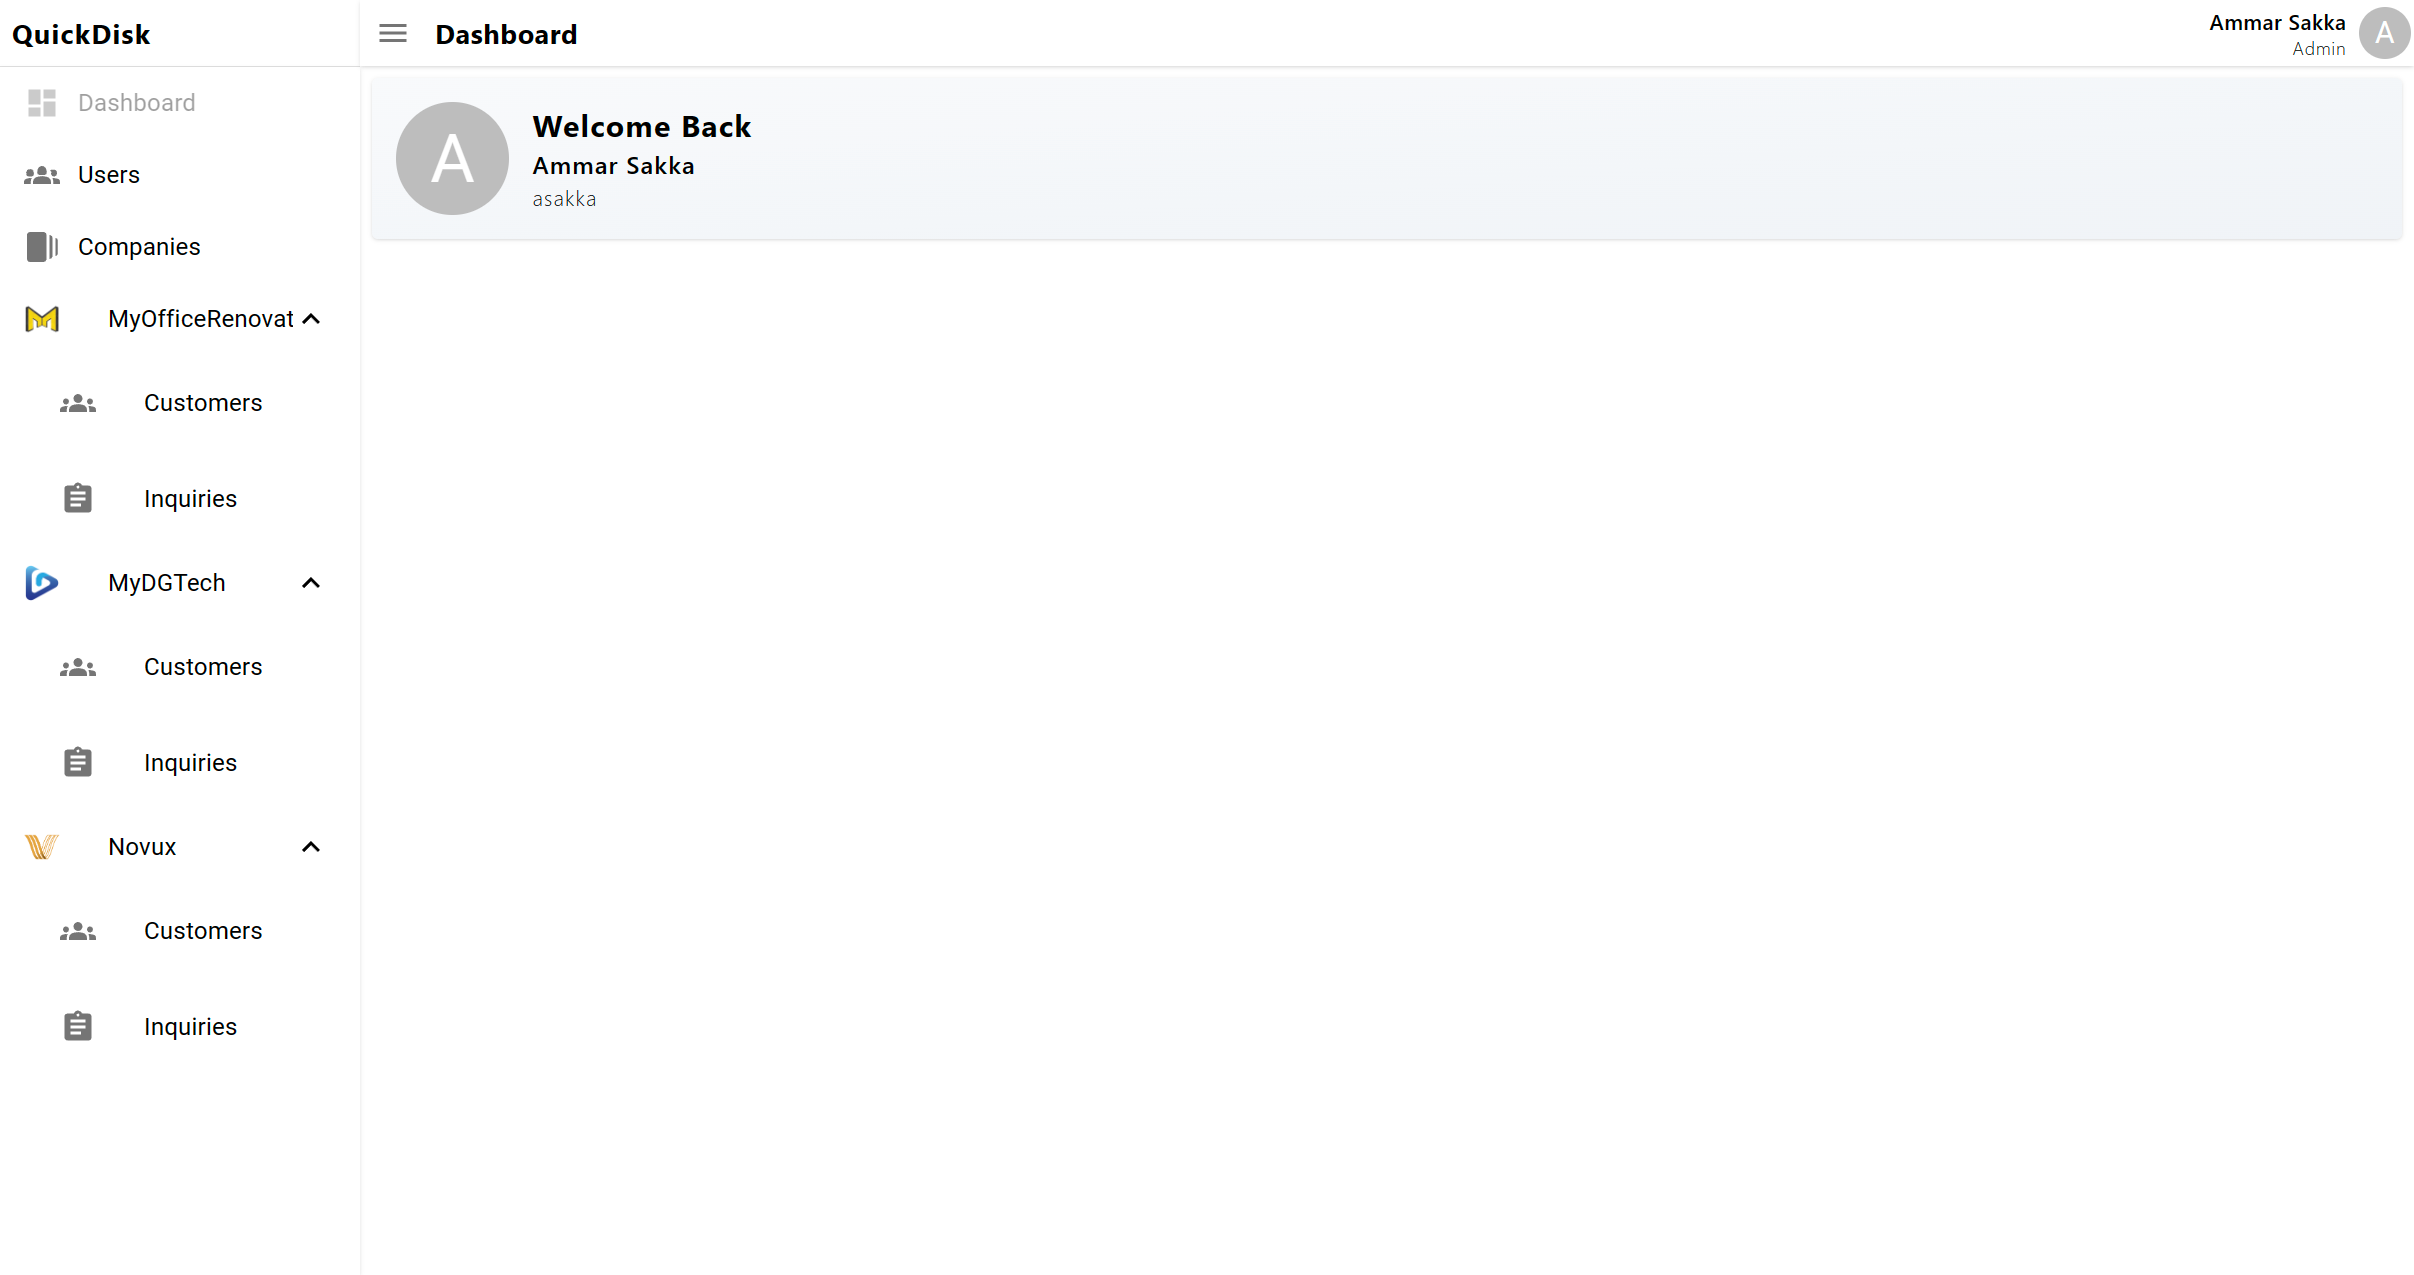 QuickDisk
Dashboard
Users
Companies
MyOfficeRenovat
Customers
Inquiries
MyDGTech
Customers
Inquiries
Novux
Customers
Inquiries
Dashboard
Ammar Sakka
Admin
A
A
Welcome Back
Ammar Sakka
asakka